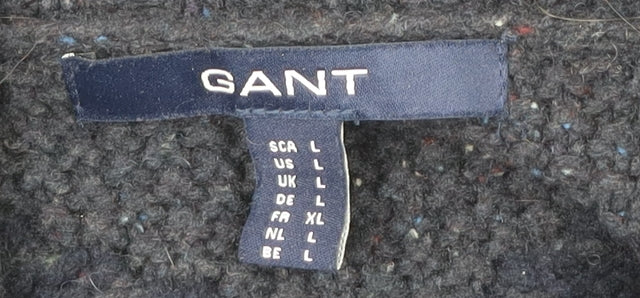 GANT
SCA L
US L
UK L
DE L
FR XL
NL L
BE L